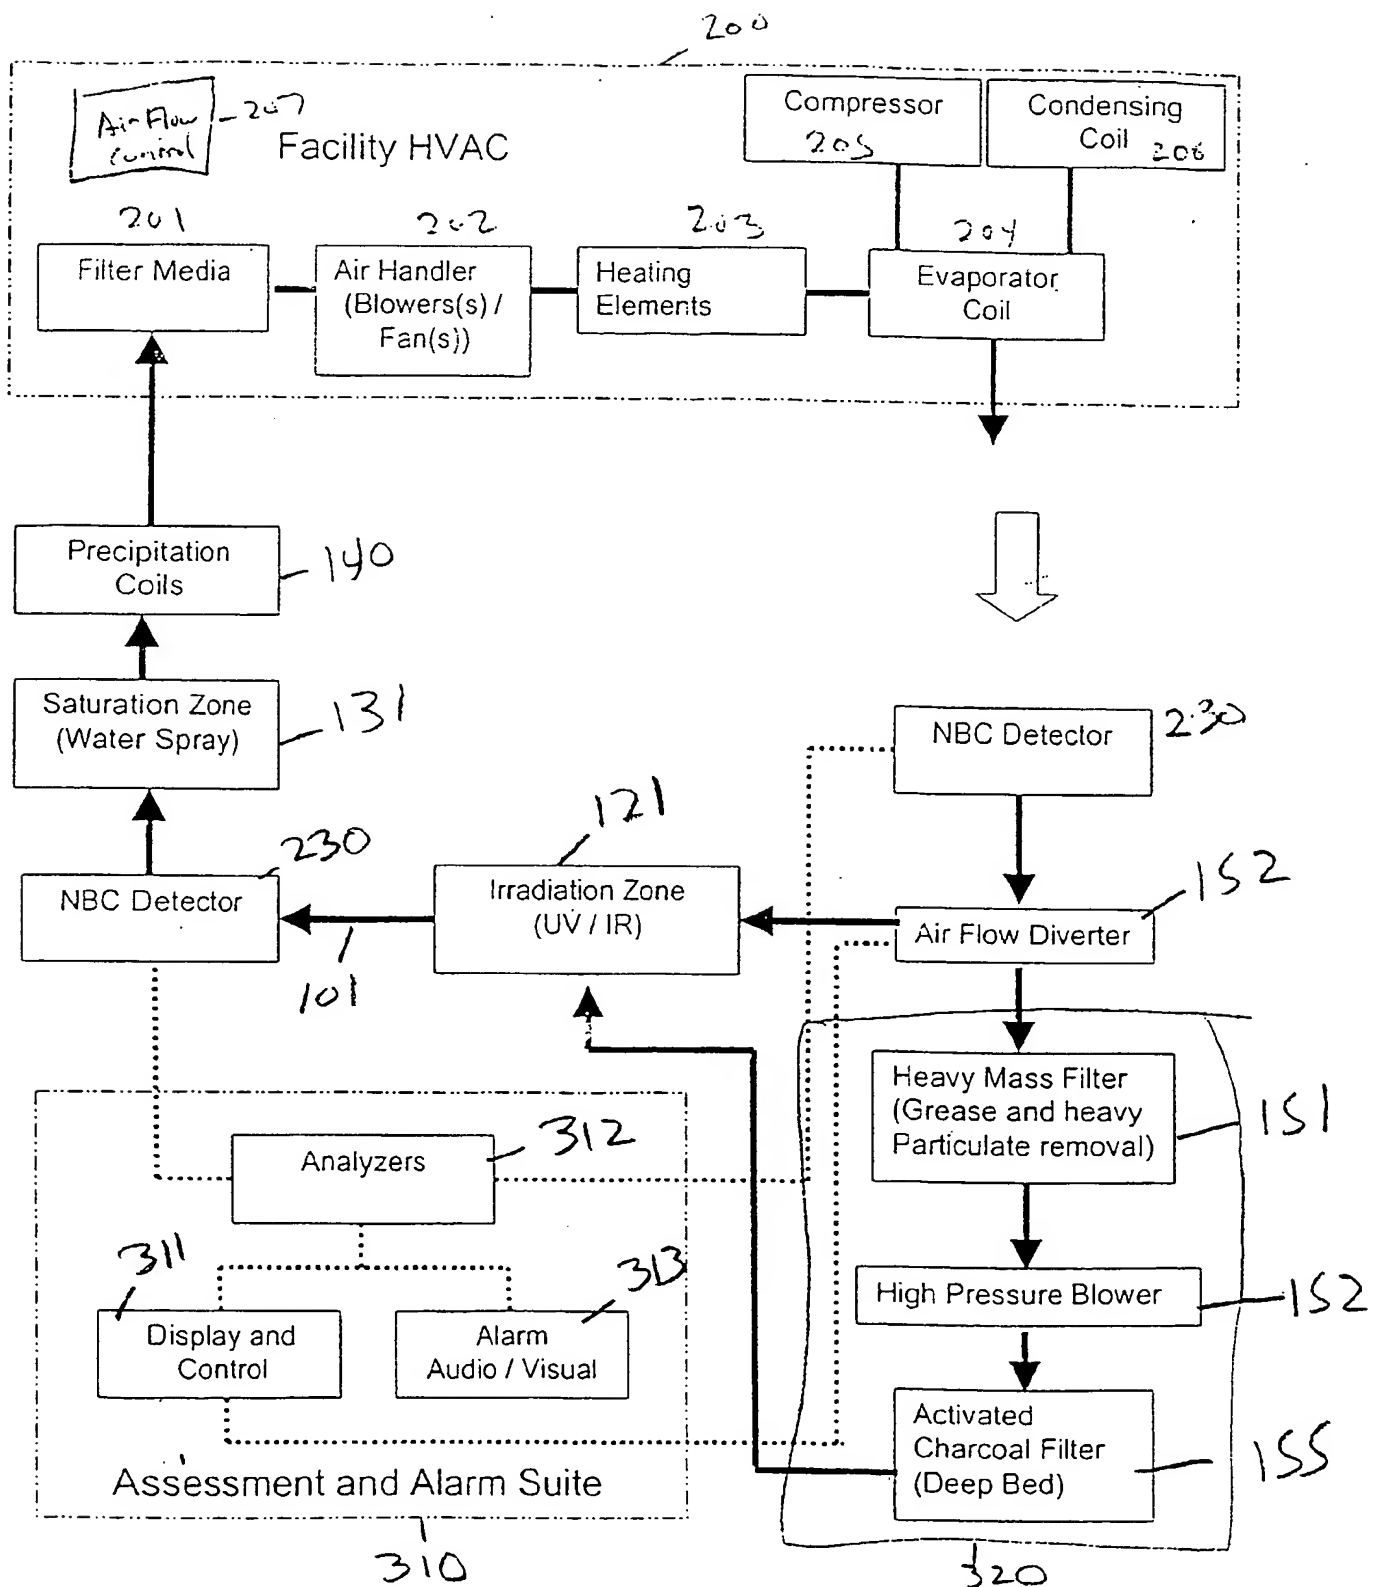 200
Air Flow
control
207
Facility HVAC
Compressor
205
Condensing
Coil 206
201
202
203
204
Filter Media
Air Handler
(Blowers(s) /
Fan(s))
Heating
Elements
Evaporator
Coil
Precipitation
Coils
140
Saturation Zone
(Water Spray)
131
NBC Detector
230
121
230
NBC Detector
Irradiation Zone
(UV / IR)
152
Air Flow Diverter
101
Heavy Mass Filter
(Grease and heavy
Particulate removal)
151
312
Analyzers
311
313
High Pressure Blower
152
Display and
Control
Alarm
Audio / Visual
Activated
Charcoal Filter
(Deep Bed)
155
Assessment and Alarm Suite
310
320